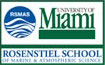 RSMAS
UNIVERSITY OF
Miami
ROSENSTIEL SCHOOL
OF MARINE & ATMOSPHERIC SCIENCE